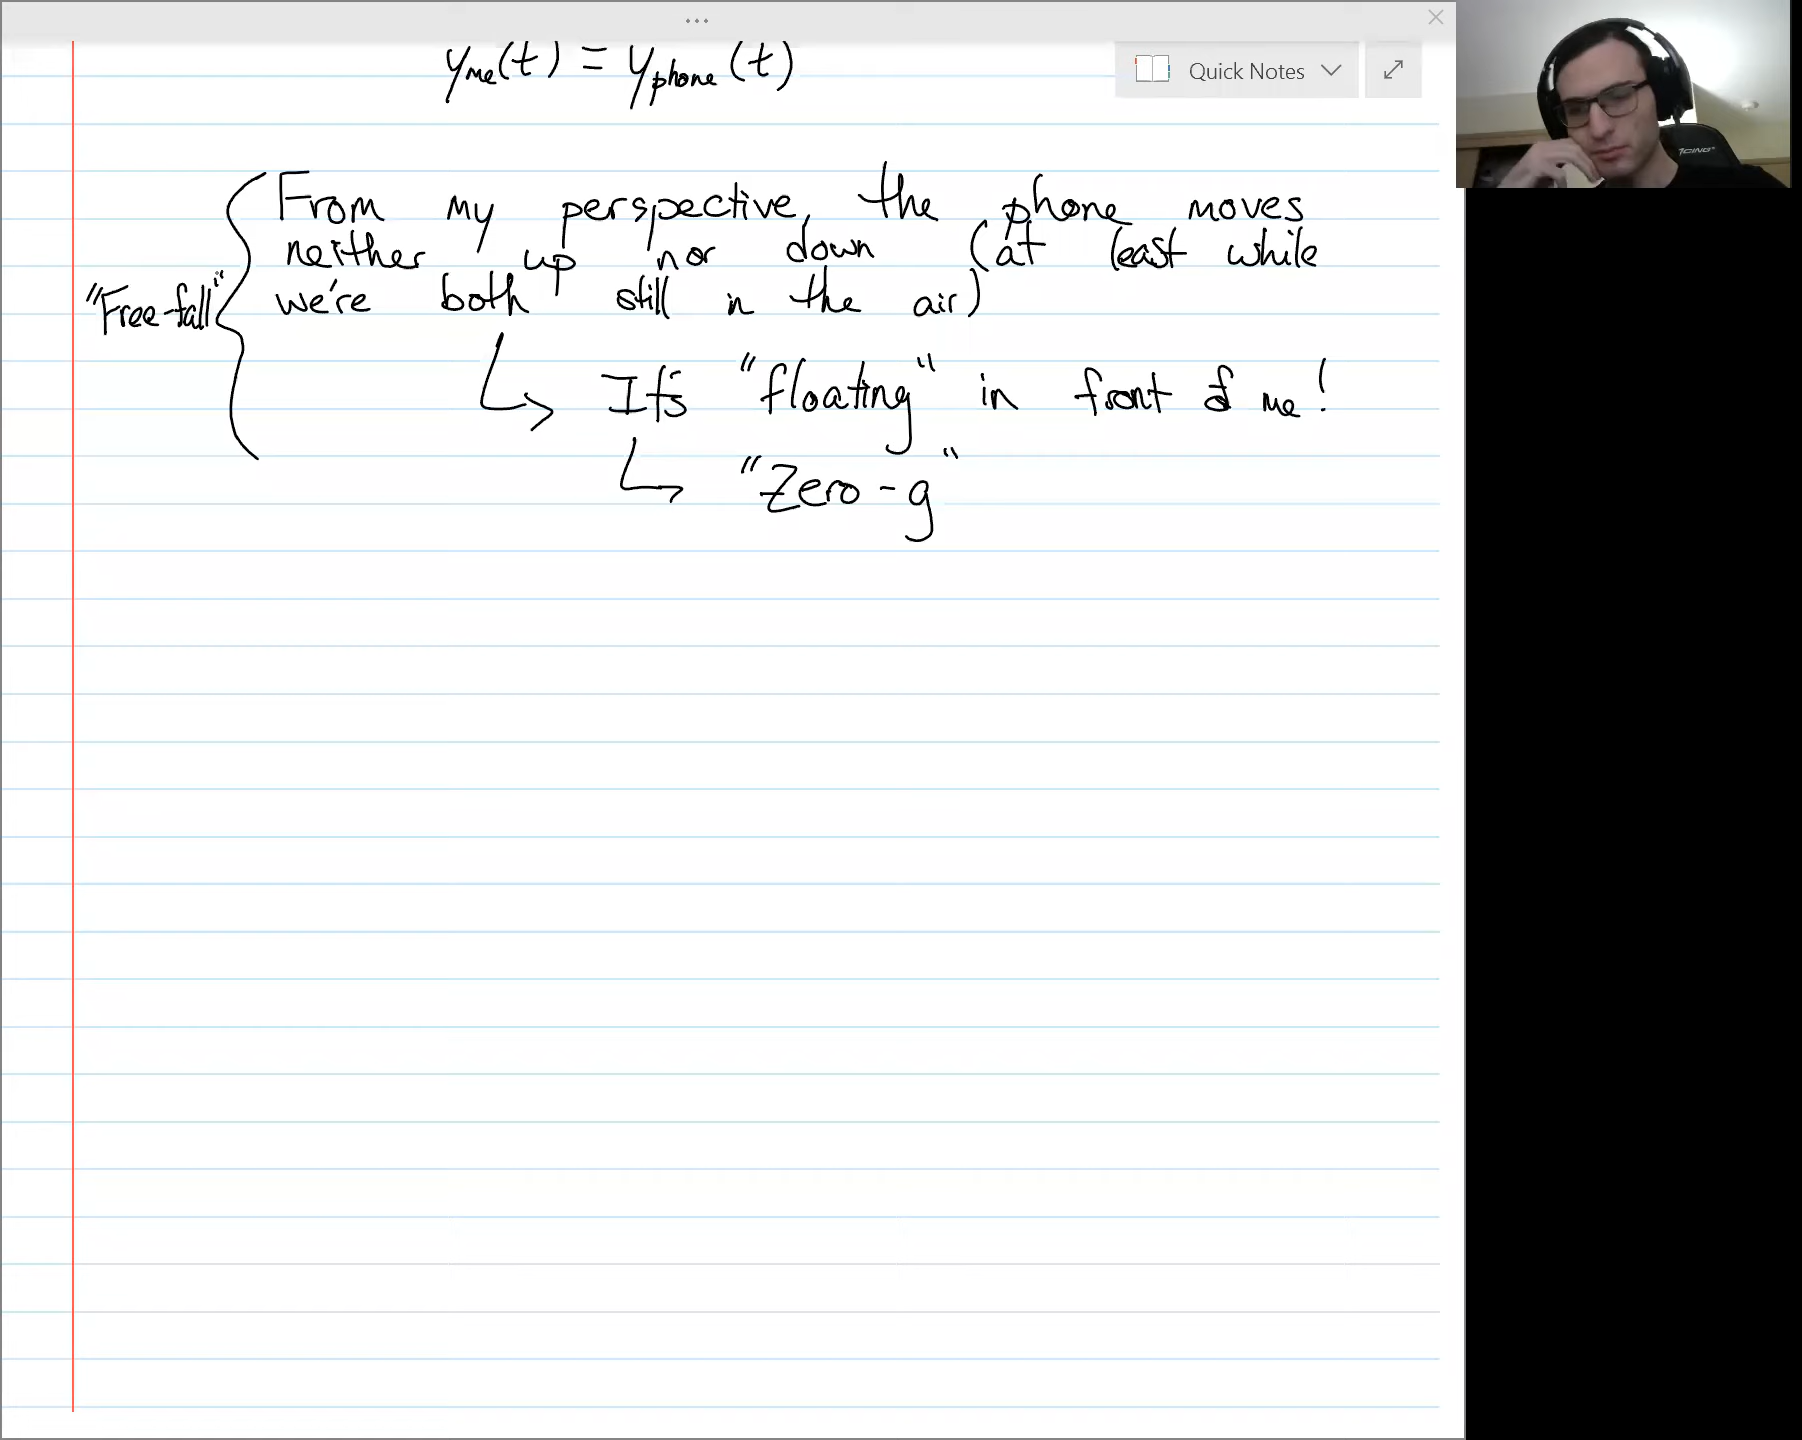 ...
y_me(t) = y_phone(t)
Quick Notes
From my perspective, the phone moves
neither up nor down (at least while
we're both still in the air)
"Free-fall"
It's "floating" in front of me!
"Zero-g"